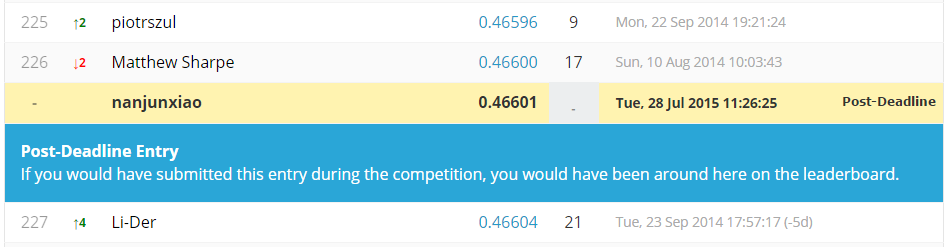 225 ↑2 piotrszul 0.46596 9 Mon, 22 Sep 2014 19:21:24
226 ↓2 Matthew Sharpe 0.46600 17 Sun, 10 Aug 2014 10:03:43
- nanjunxiao 0.46601 - Tue, 28 Jul 2015 11:26:25 Post-Deadline
Post-Deadline Entry
If you would have submitted this entry during the competition, you would have been around here on the leaderboard.
227 ↑4 Li-Der 0.46604 21 Tue, 23 Sep 2014 17:57:17 (-5d)